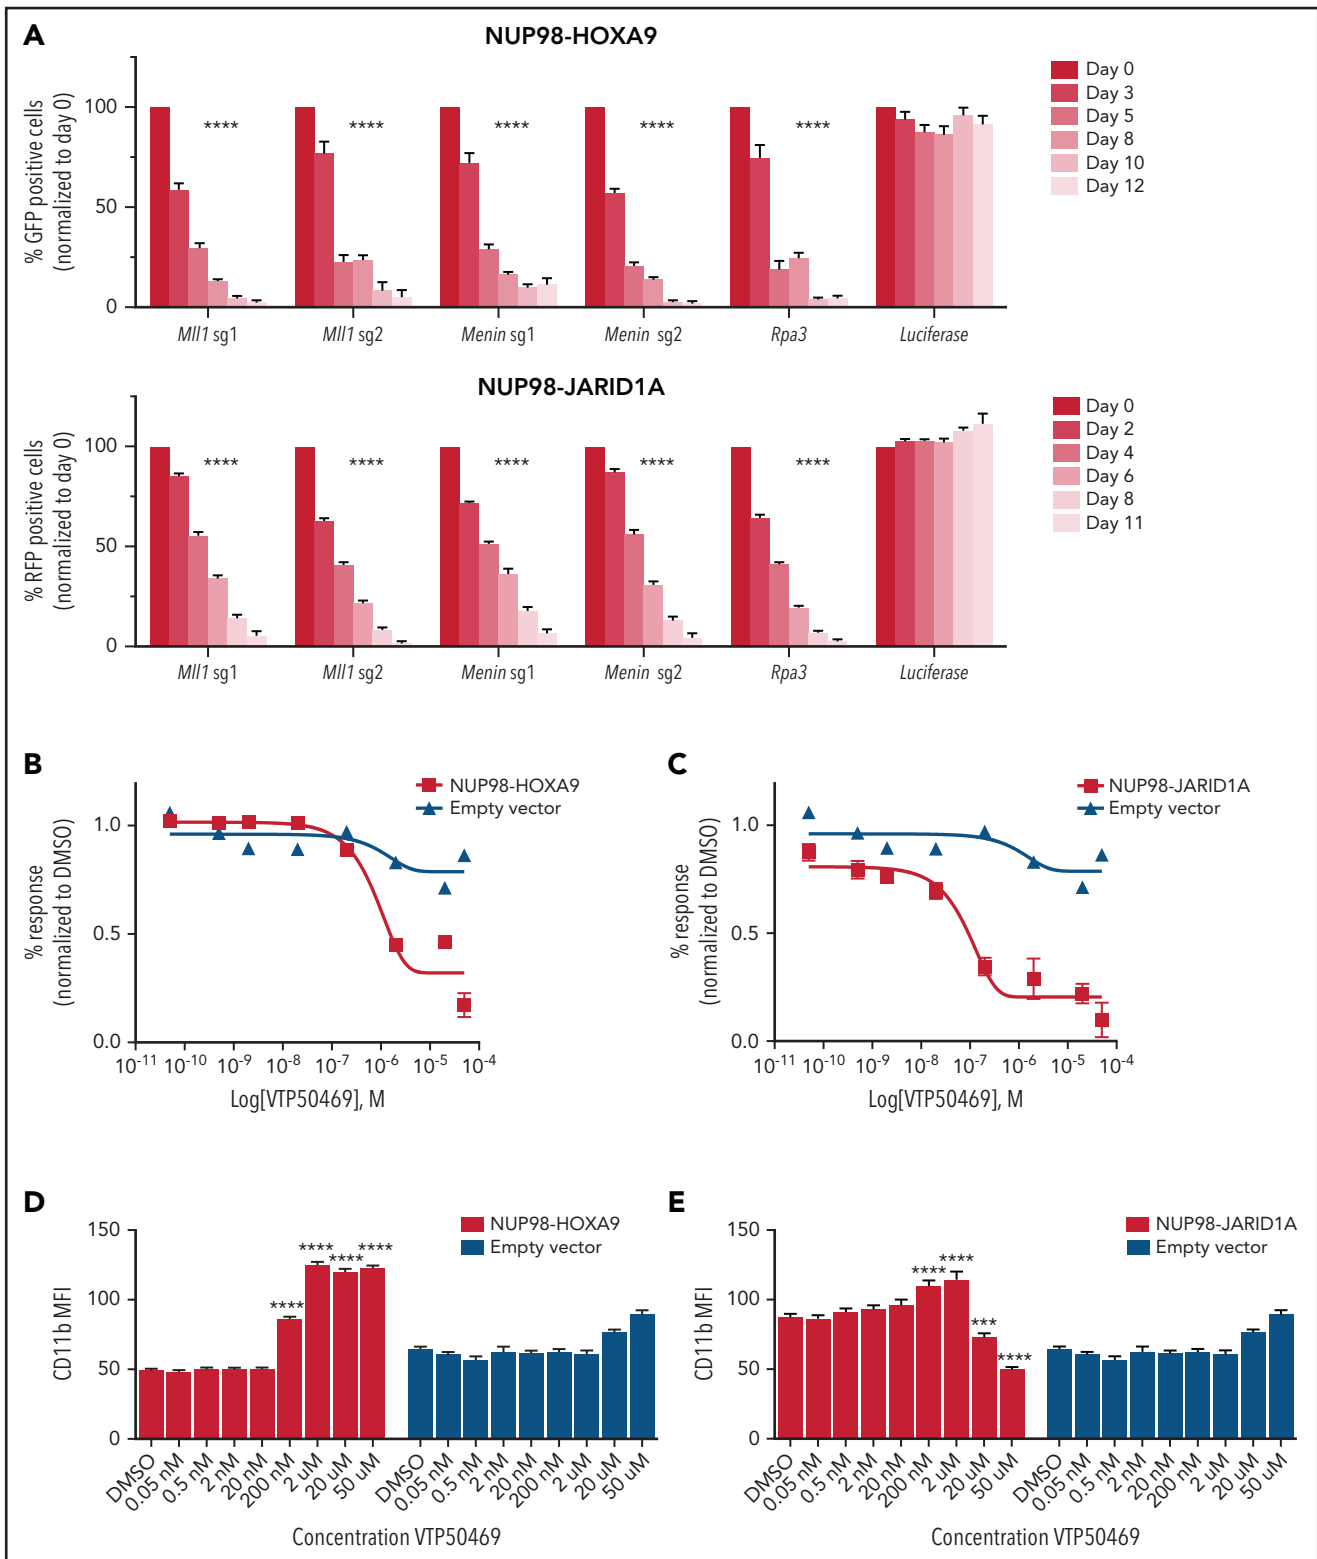 A
NUP98-HOXA9
% GFP positive cells
(normalized to day 0)
100
50
0
**** **** **** **** ****
Mll1 sg1 Mll1 sg2 Menin sg1 Menin sg2 Rpa3 Luciferase
Day 0
Day 3
Day 5
Day 8
Day 10
Day 12
NUP98-JARID1A
% RFP positive cells
(normalized to day 0)
100
50
0
**** **** **** **** ****
Mll1 sg1 Mll1 sg2 Menin sg1 Menin sg2 Rpa3 Luciferase
Day 0
Day 2
Day 4
Day 6
Day 8
Day 11
B
NUP98-HOXA9
Empty vector
% response
(normalized to DMSO)
1.0
0.5
0.0
10⁻¹¹ 10⁻¹⁰ 10⁻⁹ 10⁻⁸ 10⁻⁷ 10⁻⁶ 10⁻⁵ 10⁻⁴
Log[VTP50469], M
C
NUP98-JARID1A
Empty vector
% response
(normalized to DMSO)
1.0
0.5
0.0
10⁻¹¹ 10⁻¹⁰ 10⁻⁹ 10⁻⁸ 10⁻⁷ 10⁻⁶ 10⁻⁵ 10⁻⁴
Log[VTP50469], M
D
NUP98-HOXA9
Empty vector
CD11b MFI
150
100
50
0
**** **** **** ****
DMSO 0.05 nM 0.5 nM 2 nM 20 nM 200 nM 2 uM 20 uM 50 uM DMSO 0.05 nM 0.5 nM 2 nM 20 nM 200 nM 2 uM 20 uM 50 uM
Concentration VTP50469
E
NUP98-JARID1A
Empty vector
CD11b MFI
150
100
50
0
**** **** *** ****
DMSO 0.05 nM 0.5 nM 2 nM 20 nM 200 nM 2 uM 20 uM 50 uM DMSO 0.05 nM 0.5 nM 2 nM 20 nM 200 nM 2 uM 20 uM 50 uM
Concentration VTP50469